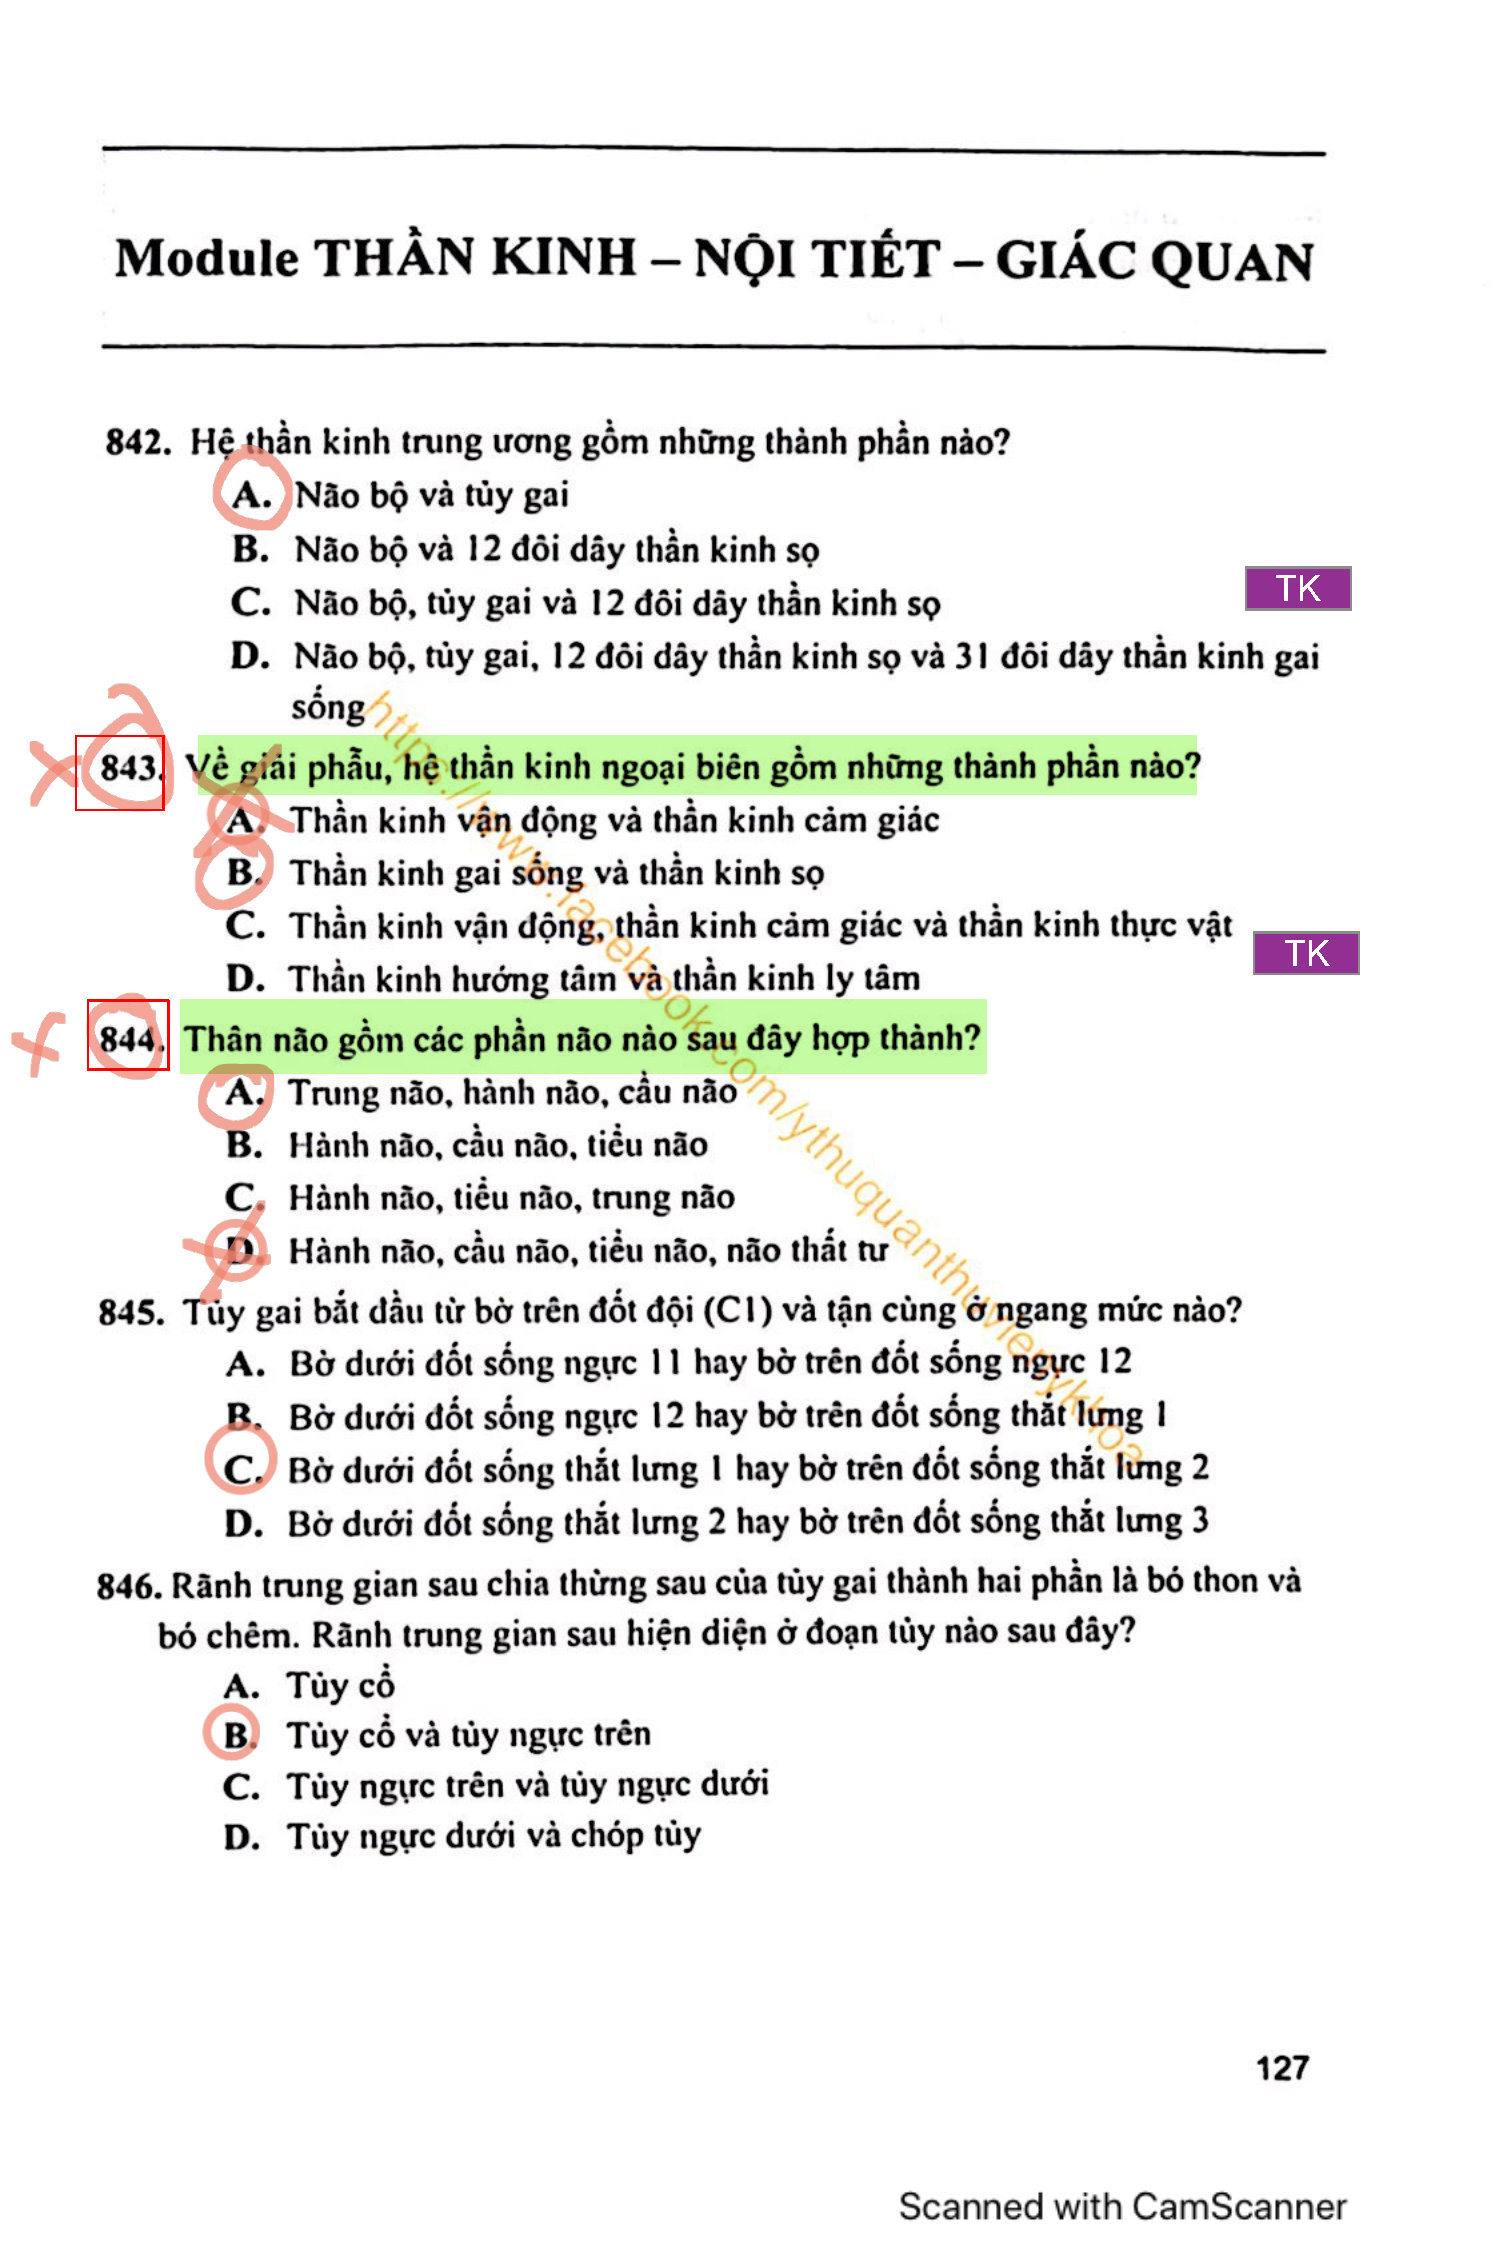 Module THẦN KINH – NỘI TIẾT – GIÁC QUAN
842. Hệ thần kinh trung ương gồm những thành phần nào?
A. Não bộ và tủy gai
B. Não bộ và 12 đôi dây thần kinh sọ
TK
C. Não bộ, tủy gai và 12 đôi dây thần kinh sọ
D. Não bộ, tủy gai, 12 đôi dây thần kinh sọ và 31 đôi dây thần kinh gai
sống
843. Về giải phẫu, hệ thần kinh ngoại biên gồm những thành phần nào?
A. Thần kinh vận động và thần kinh cảm giác
B. Thần kinh gai sống và thần kinh sọ
C. Thần kinh vận động, thần kinh cảm giác và thần kinh thực vật
TK
D. Thần kinh hướng tâm và thần kinh ly tâm
844. Thân não gồm các phần não nào sau đây hợp thành?
A. Trung não, hành não, cầu não
B. Hành não, cầu não, tiểu não
C. Hành não, tiểu não, trung não
D. Hành não, cầu não, tiểu não, não thất tư
845. Tủy gai bắt đầu từ bờ trên đốt đội (C1) và tận cùng ở ngang mức nào?
A. Bờ dưới đốt sống ngực 11 hay bờ trên đốt sống ngực 12
B. Bờ dưới đốt sống ngực 12 hay bờ trên đốt sống thắt lưng 1
C. Bờ dưới đốt sống thắt lưng 1 hay bờ trên đốt sống thắt lưng 2
D. Bờ dưới đốt sống thắt lưng 2 hay bờ trên đốt sống thắt lưng 3
846. Rãnh trung gian sau chia thừng sau của tủy gai thành hai phần là bó thon và
bó chêm. Rãnh trung gian sau hiện diện ở đoạn tủy nào sau đây?
A. Tủy cổ
B. Tủy cổ và tủy ngực trên
C. Tủy ngực trên và tủy ngực dưới
D. Tủy ngực dưới và chóp tủy
https://www.facebook.com/ythuquanthuvienykhoa
127
Scanned with CamScanner